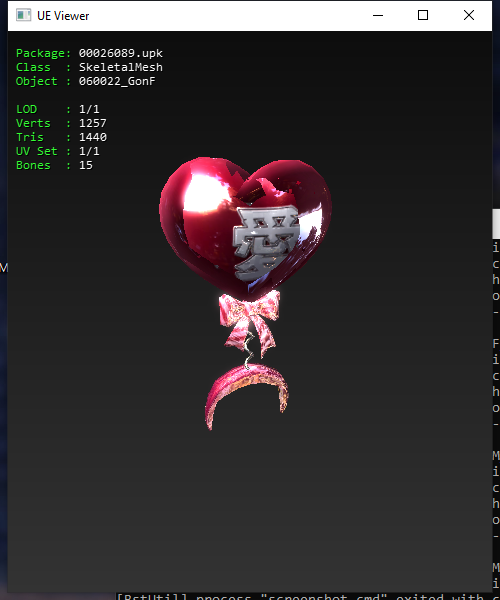 UE Viewer
Package: 00026089.upk
Class : SkeletalMesh
Object : 060022_GonF
LOD : 1/1
Verts : 1257
Tris : 1440
UV Set : 1/1
Bones : 15
愛
M
i
c
h
o
-
F
i
c
h
o
-
M
i
c
h
o
-
M
i
[BstUtil] process "screenshot.cmd" exited with c